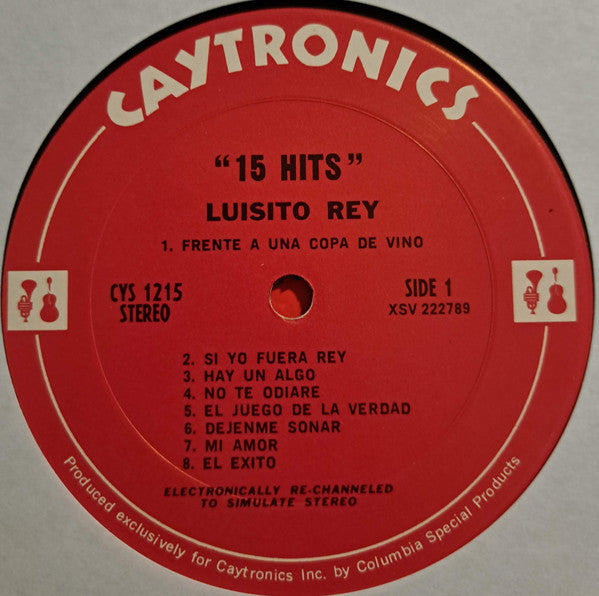 CAYTRONICS
"15 HITS"
LUISITO REY
1. FRENTE A UNA COPA DE VINO
CYS 1215
STEREO
SIDE 1
XSV 222789
2. SI YO FUERA REY
3. HAY UN ALGO
4. NO TE ODIARE
5. EL JUEGO DE LA VERDAD
6. DEJENME SONAR
7. MI AMOR
8. EL EXITO
ELECTRONICALLY RE-CHANNELED
TO SIMULATE STEREO
Produced exclusively for Caytronics Inc. by Columbia Special Products